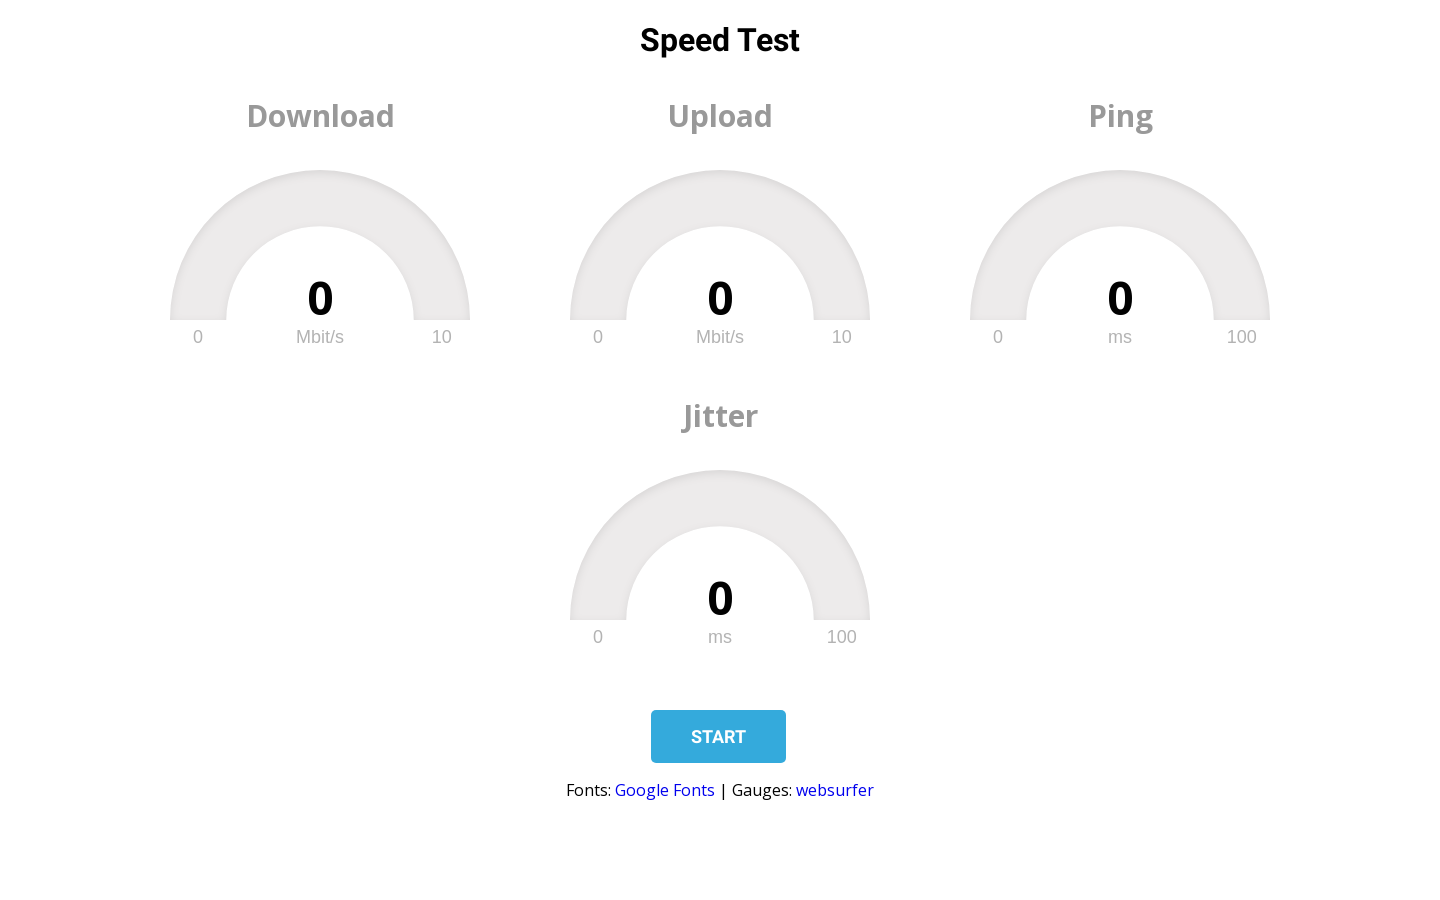 Speed Test
Download
Upload
Ping
0
0
0
0 Mbit/s 10
0 Mbit/s 10
0 ms 100
Jitter
0
0 ms 100
START
Fonts: Google Fonts | Gauges: websurfer